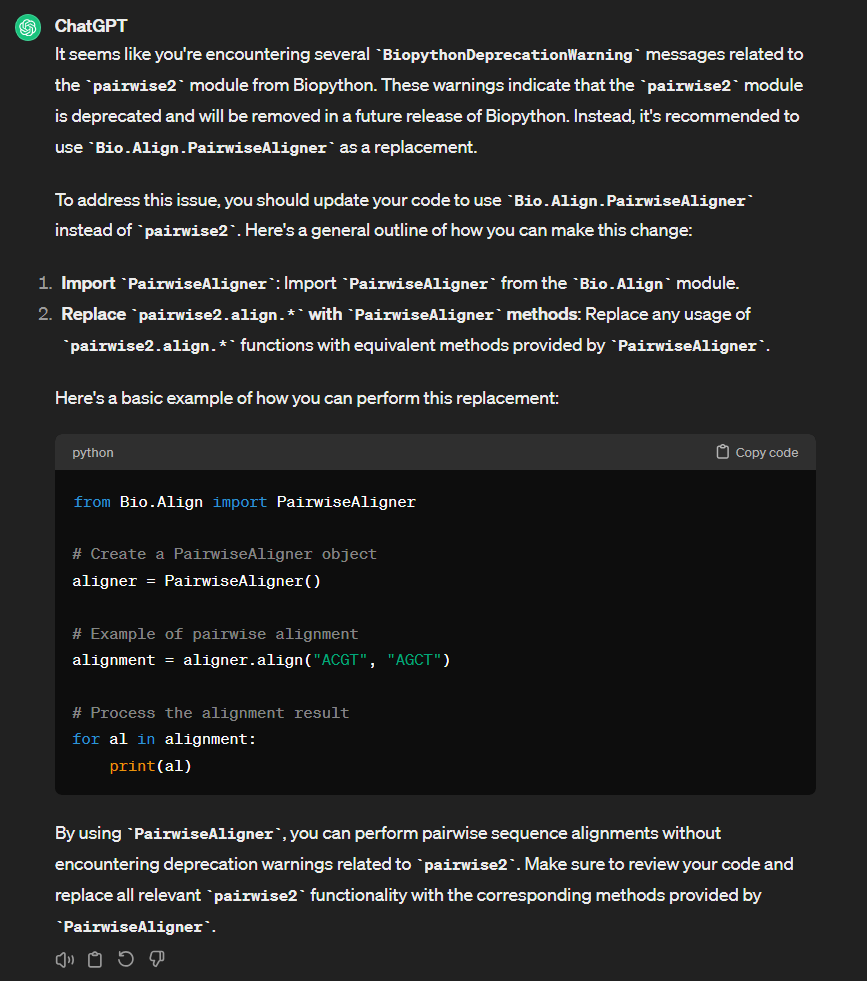 ChatGPT
It seems like you're encountering several `BiopythonDeprecationWarning` messages related to
the `pairwise2` module from Biopython. These warnings indicate that the `pairwise2` module
is deprecated and will be removed in a future release of Biopython. Instead, it's recommended to
use `Bio.Align.PairwiseAligner` as a replacement.
To address this issue, you should update your code to use `Bio.Align.PairwiseAligner`
instead of `pairwise2`. Here's a general outline of how you can make this change:
1. Import `PairwiseAligner`: Import `PairwiseAligner` from the `Bio.Align` module.
2. Replace `pairwise2.align.*` with `PairwiseAligner` methods: Replace any usage of
`pairwise2.align.*` functions with equivalent methods provided by `PairwiseAligner`.
Here's a basic example of how you can perform this replacement:
python Copy code
from Bio.Align import PairwiseAligner
# Create a PairwiseAligner object
aligner = PairwiseAligner()
# Example of pairwise alignment
alignment = aligner.align("ACGT", "AGCT")
# Process the alignment result
for al in alignment:
    print(al)
By using `PairwiseAligner`, you can perform pairwise sequence alignments without
encountering deprecation warnings related to `pairwise2`. Make sure to review your code and
replace all relevant `pairwise2` functionality with the corresponding methods provided by
`PairwiseAligner`.